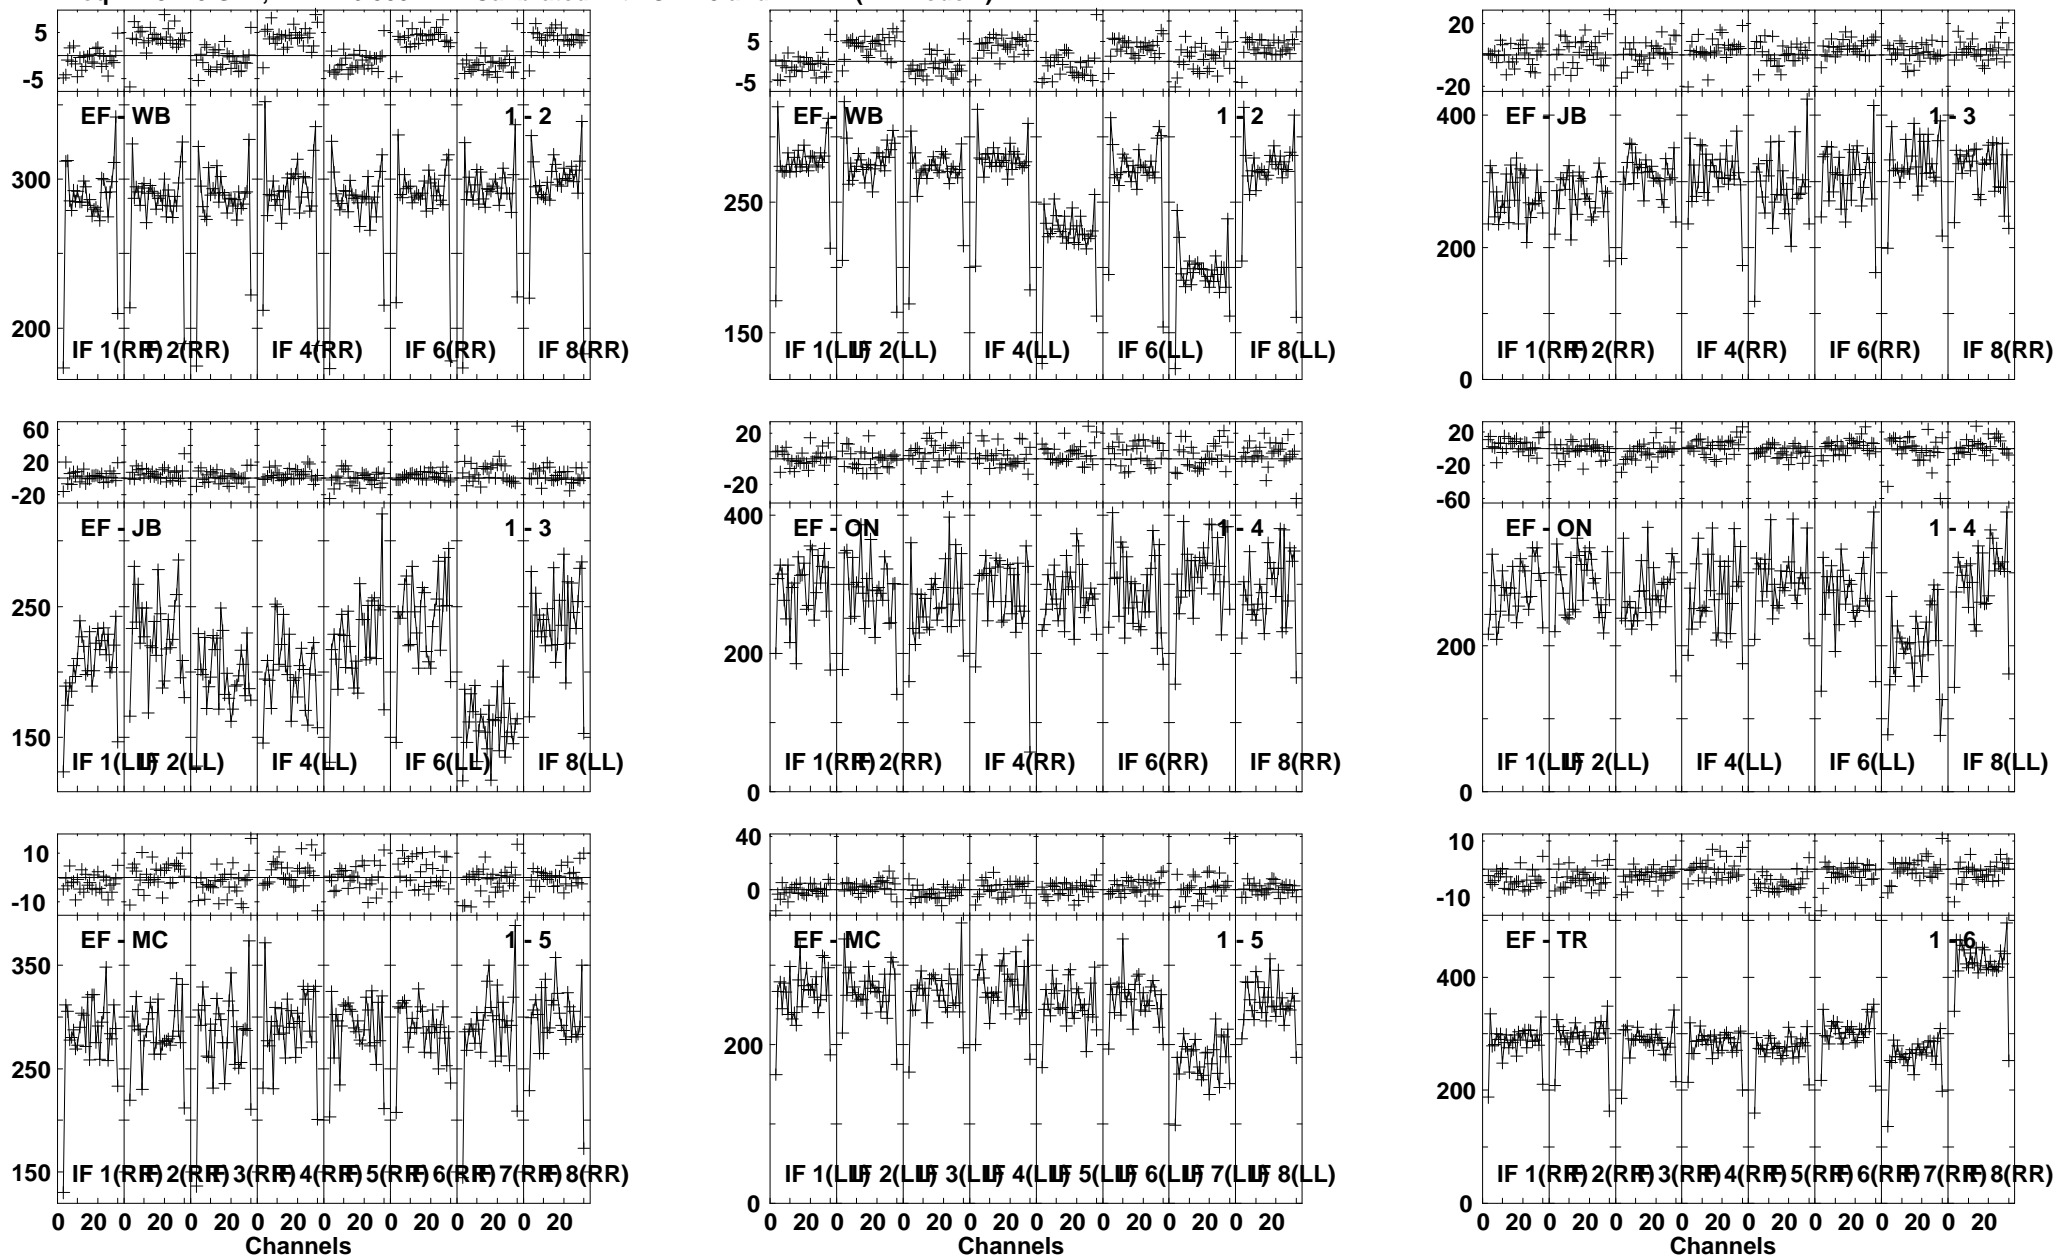 5
-5
EF - WB
1 - 2
300
200
IF 1(RR)
IF 2(RR)
IF 4(RR)
IF 6(RR)
IF 8(RR)
5
-5
EF - WB
1 - 2
250
150
IF 1(LL)
IF 2(LL)
IF 4(LL)
IF 6(LL)
IF 8(LL)
20
0
-20
400
EF - JB
1 - 3
300
200
0
IF 1(RR)
IF 2(RR)
IF 4(RR)
IF 6(RR)
IF 8(RR)
60
20
0
-20
EF - JB
1 - 3
250
150
IF 1(LL)
IF 2(LL)
IF 4(LL)
IF 6(LL)
IF 8(LL)
20
0
-20
400
EF - ON
1 - 4
300
200
0
IF 1(RR)
IF 2(RR)
IF 4(RR)
IF 6(RR)
IF 8(RR)
20
0
-20
-60
EF - ON
1 - 4
200
0
IF 1(LL)
IF 2(LL)
IF 4(LL)
IF 6(LL)
IF 8(LL)
10
0
-10
EF - MC
1 - 5
350
250
150
IF 1(RR)
IF 2(RR)
IF 3(RR)
IF 4(RR)
IF 5(RR)
IF 6(RR)
IF 7(RR)
IF 8(RR)
0 20 0 20 0 20 0 20 0 20 0 20 0 20 0 20
Channels
40
0
EF - MC
1 - 5
200
0
IF 1(LL)
IF 2(LL)
IF 3(LL)
IF 4(LL)
IF 5(LL)
IF 6(LL)
IF 7(LL)
IF 8(LL)
0 20 0 20 0 20 0 20 0 20 0 20 0 20 0 20
Channels
10
0
-10
EF - TR
1 - 6
400
300
200
0
IF 1(RR)
IF 2(RR)
IF 3(RR)
IF 4(RR)
IF 5(RR)
IF 6(RR)
IF 7(RR)
IF 8(RR)
0 20 0 20 0 20 0 20 0 20 0 20 0 20 0 20
Channels